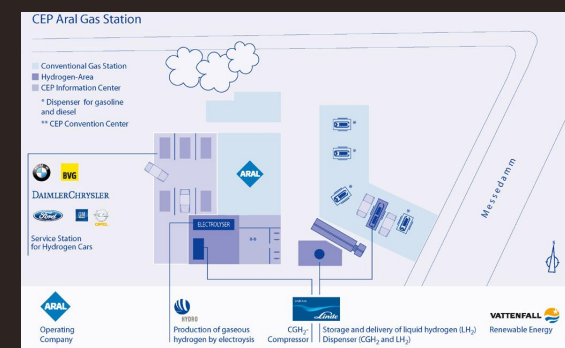 CEP Aral Gas Station
Conventional Gas Station
Hydrogen-Area
CEP Information Center
* Dispenser for gasoline
and diesel
** CEP Convention Center
BVG
DAIMLERCHRYSLER
Ford
GM
OPEL
Service Station
for Hydrogen Cars
ARAL
ELECTROLYSER
**
*
*
*
*
Messedamm
ARAL
Operating
Company
HYDRO
Production of gaseous
hydrogen by electroysis
Linde
CGH2-
Compressor
Storage and delivery of liquid hydrogen (LH2)
Dispenser (CGH2 and LH2)
VATTENFALL
Renewable Energy